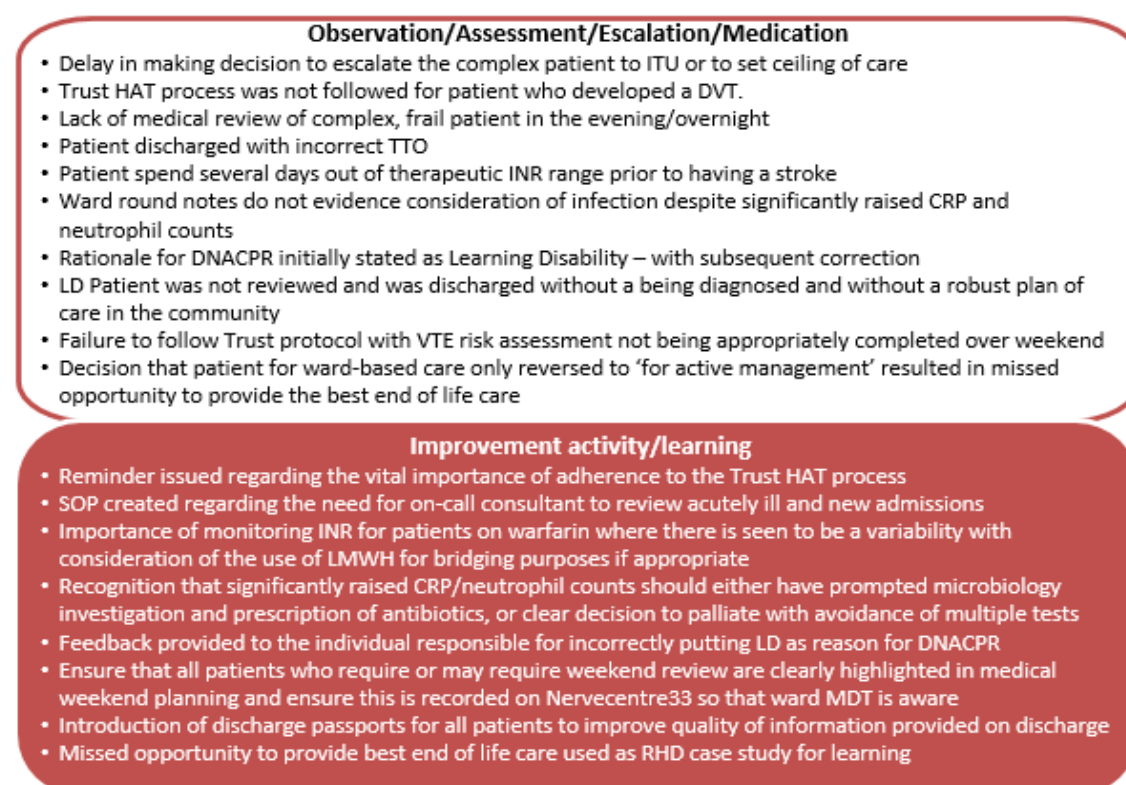 Observation/Assessment/Escalation/Medication
• Delay in making decision to escalate the complex patient to ITU or to set ceiling of care
• Trust HAT process was not followed for patient who developed a DVT.
• Lack of medical review of complex, frail patient in the evening/overnight
• Patient discharged with incorrect TTO
• Patient spend several days out of therapeutic INR range prior to having a stroke
• Ward round notes do not evidence consideration of infection despite significantly raised CRP and
neutrophil counts
• Rationale for DNACPR initially stated as Learning Disability – with subsequent correction
• LD Patient was not reviewed and was discharged without a being diagnosed and without a robust plan of
care in the community
• Failure to follow Trust protocol with VTE risk assessment not being appropriately completed over weekend
• Decision that patient for ward-based care only reversed to ‘for active management’ resulted in missed
opportunity to provide the best end of life care
Improvement activity/learning
• Reminder issued regarding the vital importance of adherence to the Trust HAT process
• SOP created regarding the need for on-call consultant to review acutely ill and new admissions
• Importance of monitoring INR for patients on warfarin where there is seen to be a variability with
consideration of the use of LMWH for bridging purposes if appropriate
• Recognition that significantly raised CRP/neutrophil counts should either have prompted microbiology
investigation and prescription of antibiotics, or clear decision to palliate with avoidance of multiple tests
• Feedback provided to the individual responsible for incorrectly putting LD as reason for DNACPR
• Ensure that all patients who require or may require weekend review are clearly highlighted in medical
weekend planning and ensure this is recorded on Nervecentre33 so that ward MDT is aware
• Introduction of discharge passports for all patients to improve quality of information provided on discharge
• Missed opportunity to provide best end of life care used as RHD case study for learning